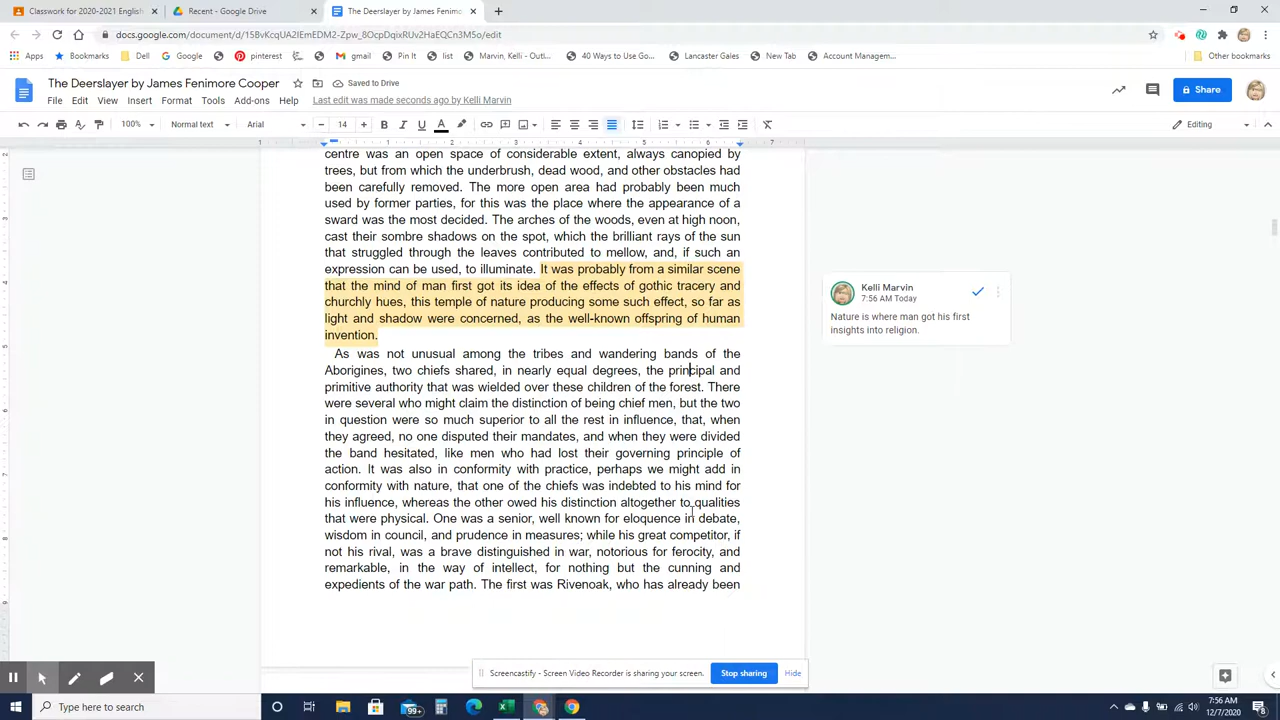 Classwork for 2020-2021 English
Recent - Google Drive
The Deerslayer by James Fenimo
docs.google.com/document/d/15BvKcqUA2IEmEDM2-Zpw_8OcpDqixRUv2HaEQCn3M5o/edit
Apps
Bookmarks
Dell
Google
pinterest
gmail
Pin It
list
Marvin, Kelli - Outl...
40 Ways to Use Goo...
Lancaster Gales
New Tab
Account Managem...
Other bookmarks
The Deerslayer by James Fenimore Cooper
Saved to Drive
File Edit View Insert Format Tools Add-ons Help
Last edit was made seconds ago by Kelli Marvin
Share
100%
Normal text
Arial
14
Editing
1 1 2 3 4 5 6 7
centre was an open space of considerable extent, always canopied by
trees, but from which the underbrush, dead wood, and other obstacles had
been carefully removed. The more open area had probably been much
used by former parties, for this was the place where the appearance of a
sward was the most decided. The arches of the woods, even at high noon,
cast their sombre shadows on the spot, which the brilliant rays of the sun
that struggled through the leaves contributed to mellow, and, if such an
expression can be used, to illuminate. It was probably from a similar scene
that the mind of man first got its idea of the effects of gothic tracery and
churchly hues, this temple of nature producing some such effect, so far as
light and shadow were concerned, as the well-known offspring of human
invention.
As was not unusual among the tribes and wandering bands of the
Aborigines, two chiefs shared, in nearly equal degrees, the principal and
primitive authority that was wielded over these children of the forest. There
were several who might claim the distinction of being chief men, but the two
in question were so much superior to all the rest in influence, that, when
they agreed, no one disputed their mandates, and when they were divided
the band hesitated, like men who had lost their governing principle of
action. It was also in conformity with practice, perhaps we might add in
conformity with nature, that one of the chiefs was indebted to his mind for
his influence, whereas the other owed his distinction altogether to qualities
that were physical. One was a senior, well known for eloquence in debate,
wisdom in council, and prudence in measures; while his great competitor, if
not his rival, was a brave distinguished in war, notorious for ferocity, and
remarkable, in the way of intellect, for nothing but the cunning and
expedients of the war path. The first was Rivenoak, who has already been
Kelli Marvin
7:56 AM Today
Nature is where man got his first
insights into religion.
Screencastify - Screen Video Recorder is sharing your screen.
Stop sharing
Hide
Type here to search
99+
7:56 AM
12/7/2020
8